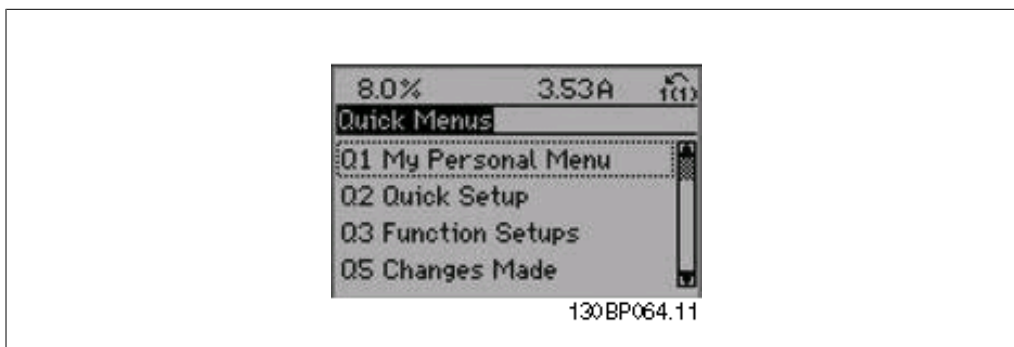 8.0% 3.53A 1(1)
Quick Menus
Q1 My Personal Menu
Q2 Quick Setup
Q3 Function Setups
Q5 Changes Made
130BP064.11